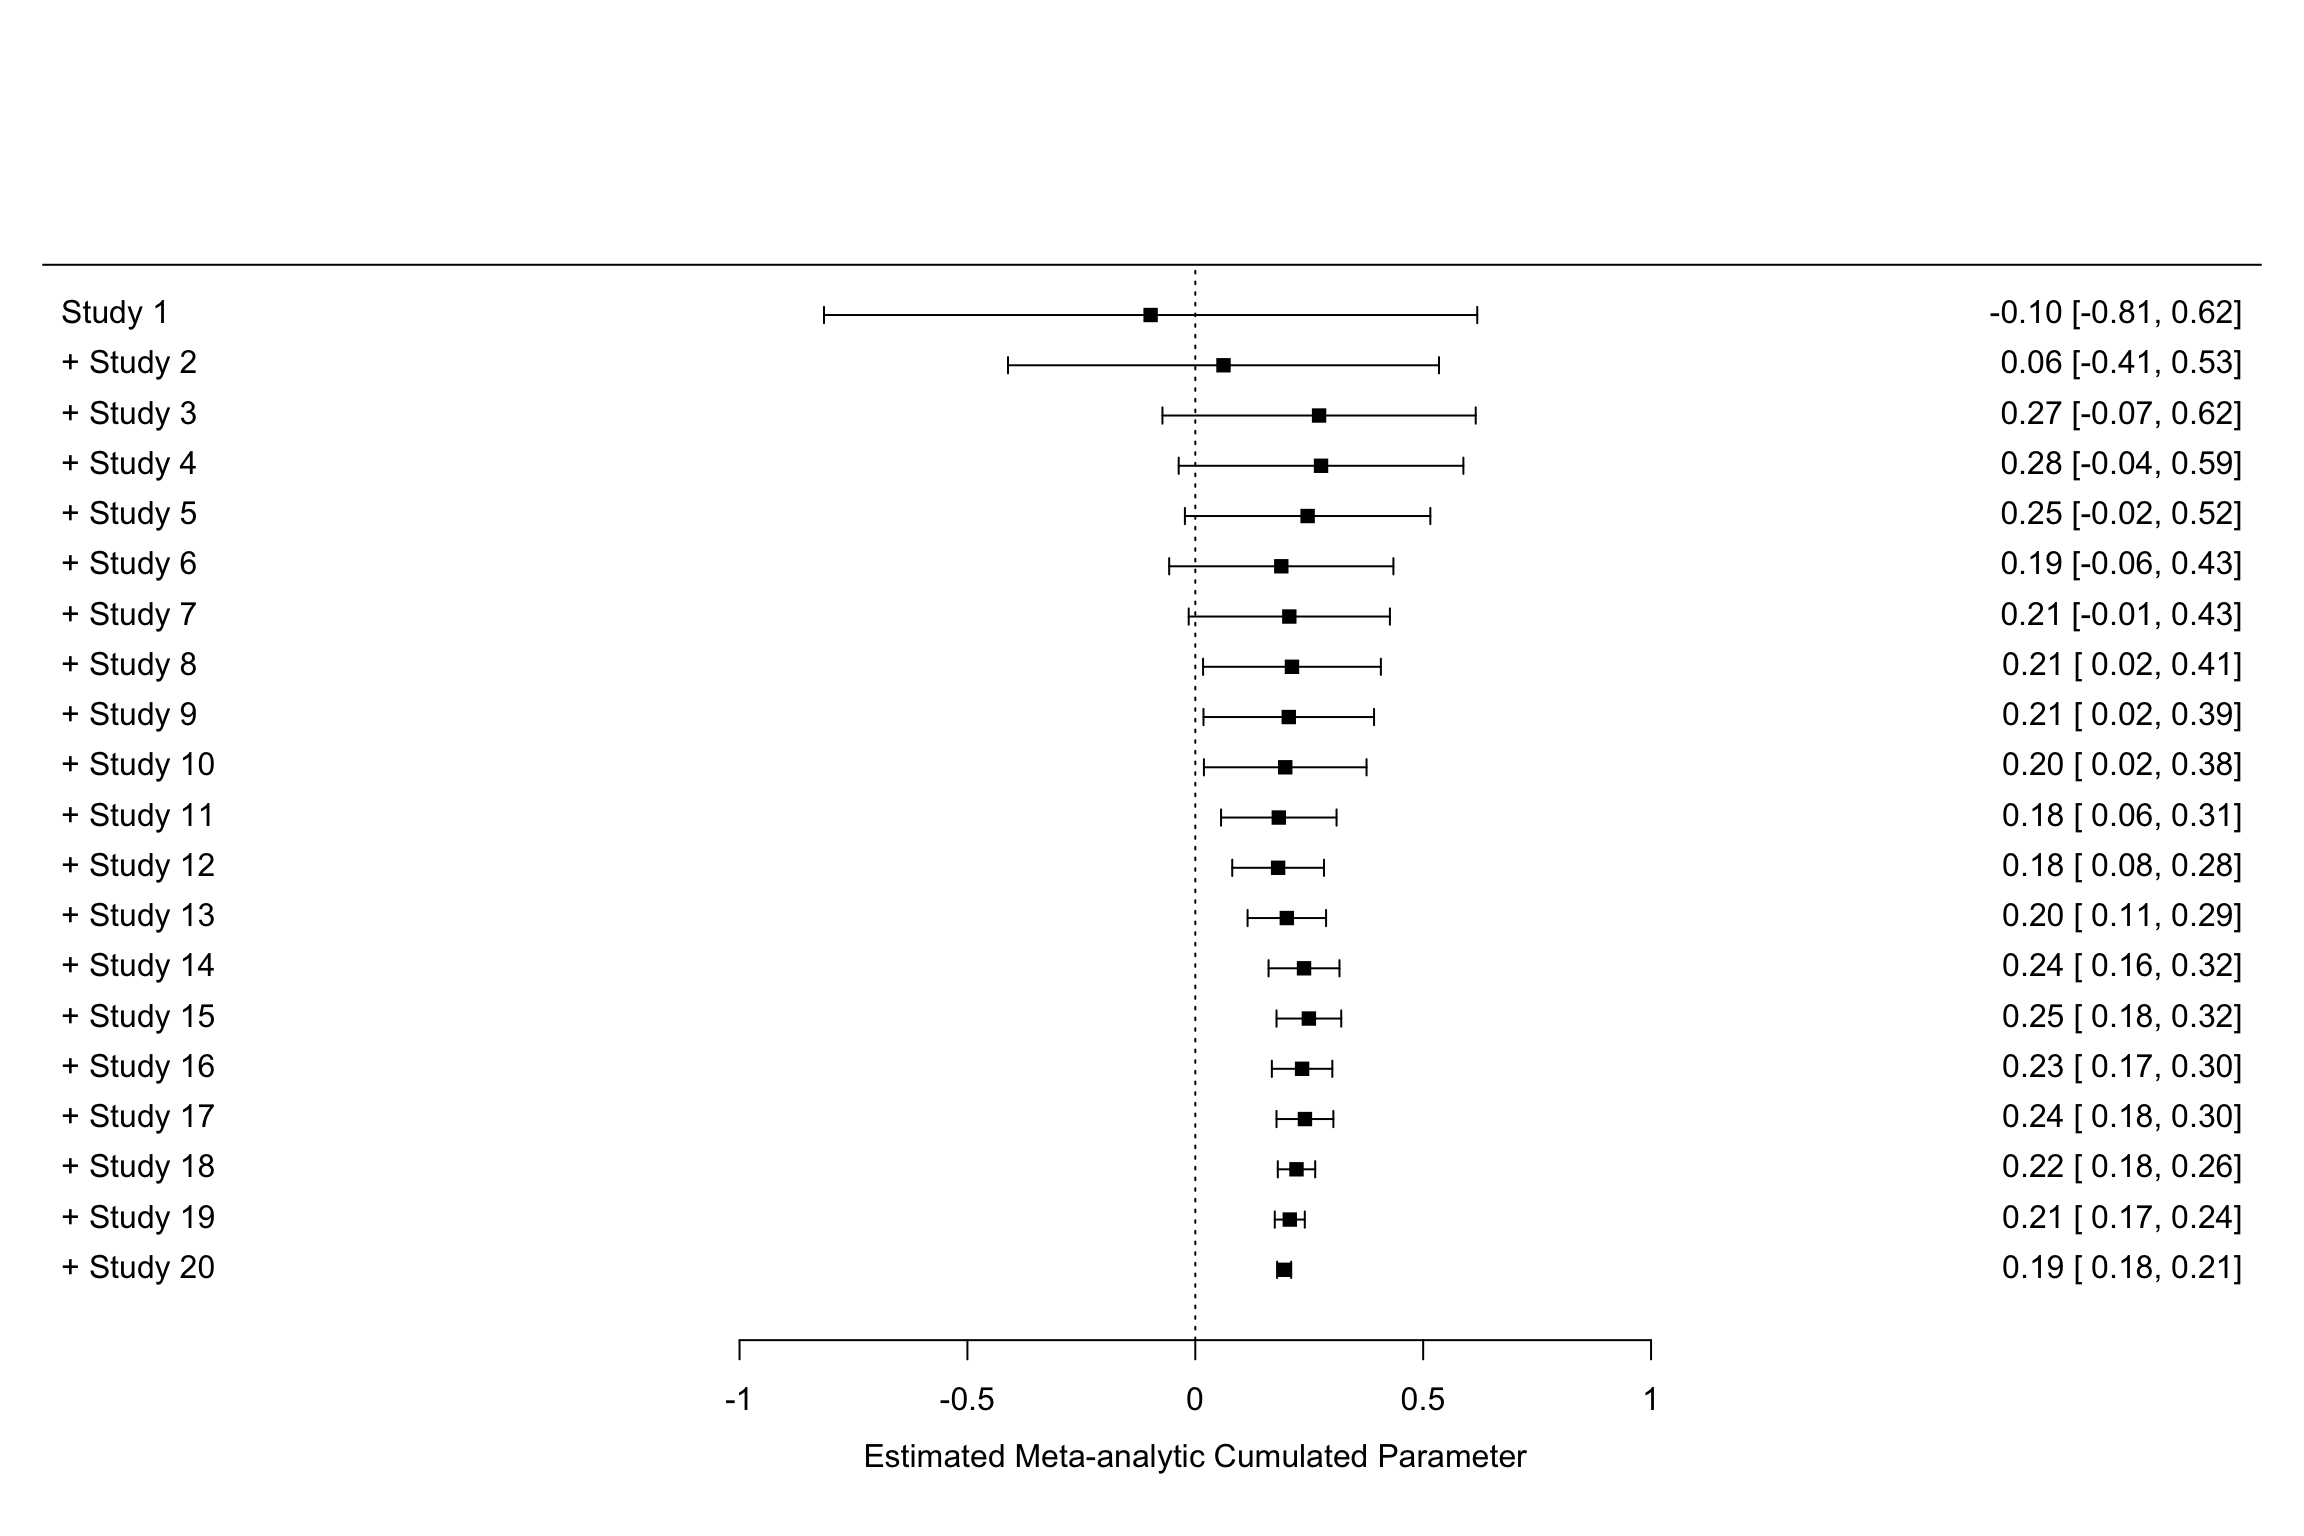 Study 1 -0.10 [-0.81, 0.62]
+ Study 2 0.06 [-0.41, 0.53]
+ Study 3 0.27 [-0.07, 0.62]
+ Study 4 0.28 [-0.04, 0.59]
+ Study 5 0.25 [-0.02, 0.52]
+ Study 6 0.19 [-0.06, 0.43]
+ Study 7 0.21 [-0.01, 0.43]
+ Study 8 0.21 [ 0.02, 0.41]
+ Study 9 0.21 [ 0.02, 0.39]
+ Study 10 0.20 [ 0.02, 0.38]
+ Study 11 0.18 [ 0.06, 0.31]
+ Study 12 0.18 [ 0.08, 0.28]
+ Study 13 0.20 [ 0.11, 0.29]
+ Study 14 0.24 [ 0.16, 0.32]
+ Study 15 0.25 [ 0.18, 0.32]
+ Study 16 0.23 [ 0.17, 0.30]
+ Study 17 0.24 [ 0.18, 0.30]
+ Study 18 0.22 [ 0.18, 0.26]
+ Study 19 0.21 [ 0.17, 0.24]
+ Study 20 0.19 [ 0.18, 0.21]
-1 -0.5 0 0.5 1
Estimated Meta-analytic Cumulated Parameter